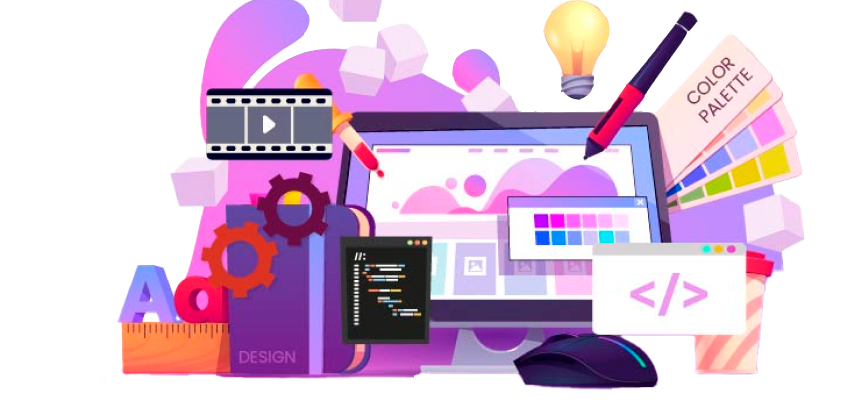 COLOR
PALETTE
//:
Aa
</>
DESIGN